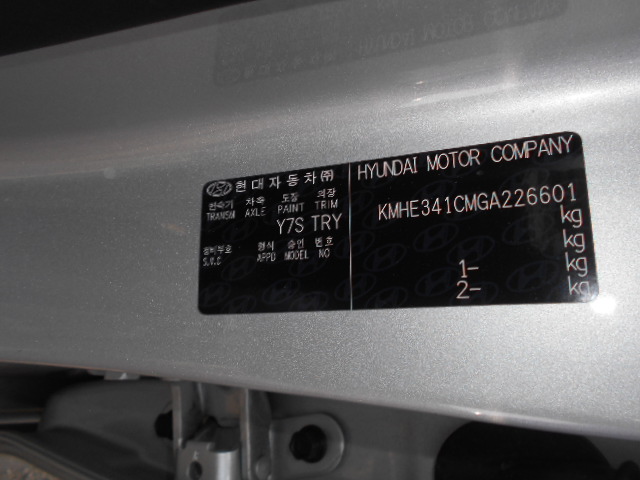 현대자동차㈜
변속기 차축 도장 의장
TRANSM AXLE PAINT TRIM
Y7S TRY
정비부호 형식 승인 번호
S.V.C APPD MODEL NO
HYUNDAI MOTOR COMPANY
KMHE341CMGA226601
kg
kg
1- kg
2- kg